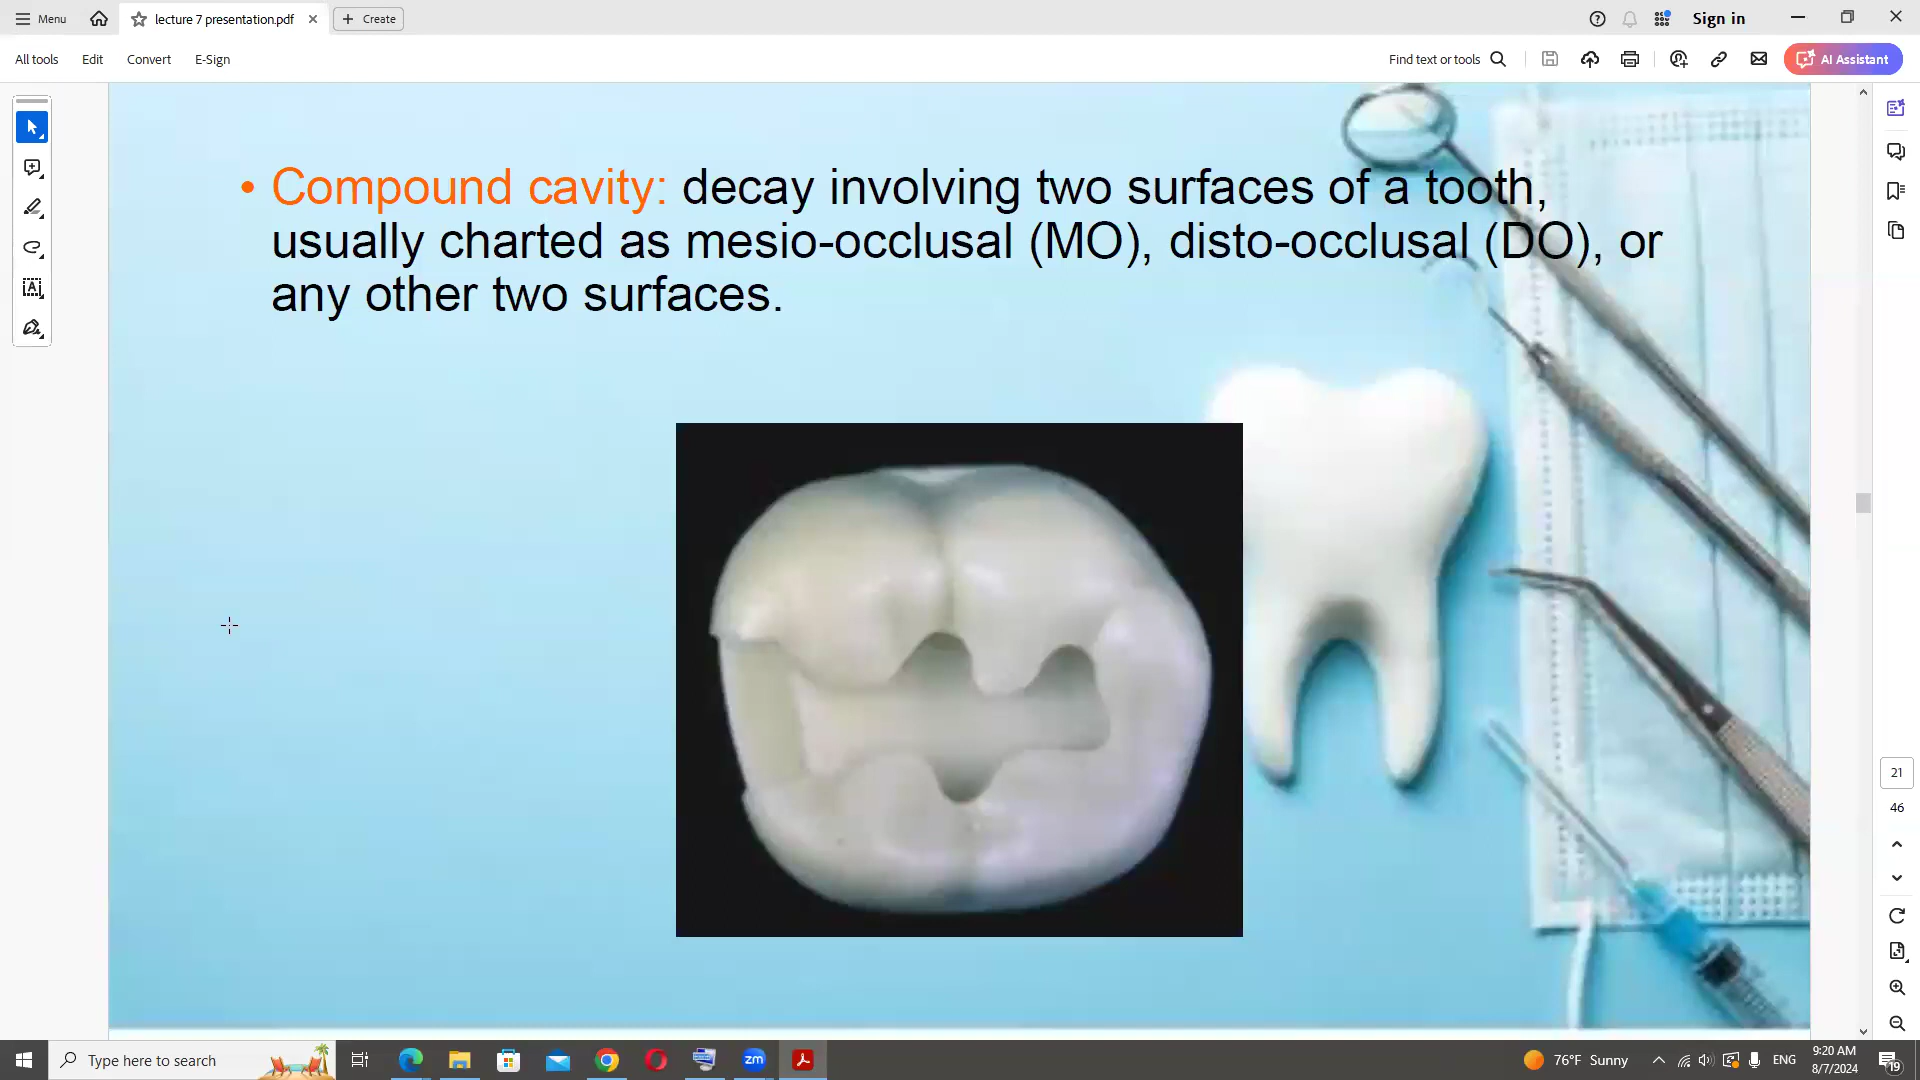 Menu
lecture 7 presentation.pdf
Create
Sign in
All tools
Edit
Convert
E-Sign
Find text or tools
AI Assistant
• Compound cavity: decay involving two surfaces of a tooth,
usually charted as mesio-occlusal (MO), disto-occlusal (DO), or
any other two surfaces.
21
46
Type here to search
zm
76°F Sunny
ENG
9:20 AM
8/7/2024
19